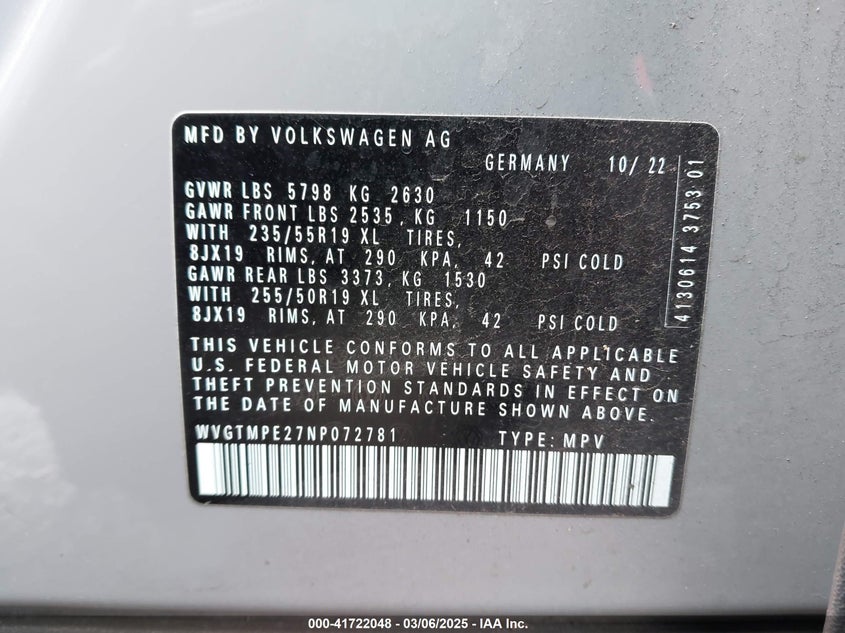 MFD BY VOLKSWAGEN AG
GERMANY 10/ 22
GVWR LBS 5798 KG 2630
GAWR FRONT LBS 2535, KG 1150
WITH 235/55R19 XL TIRES,
8JX19 RIMS, AT 290 KPA, 42 PSI COLD
GAWR REAR LBS 3373, KG 1530
WITH 255/50R19 XL TIRES,
8JX19 RIMS, AT 290 KPA, 42 PSI COLD
THIS VEHICLE CONFORMS TO ALL APPLICABLE
U.S. FEDERAL MOTOR VEHICLE SAFETY AND
THEFT PREVENTION STANDARDS IN EFFECT ON
THE DATE OF MANUFACTURE SHOWN ABOVE.
WVGTMPE27NP072781 TYPE: MPV
4130614 3753 01
000-41722048 - 03/06/2025 - IAA Inc.